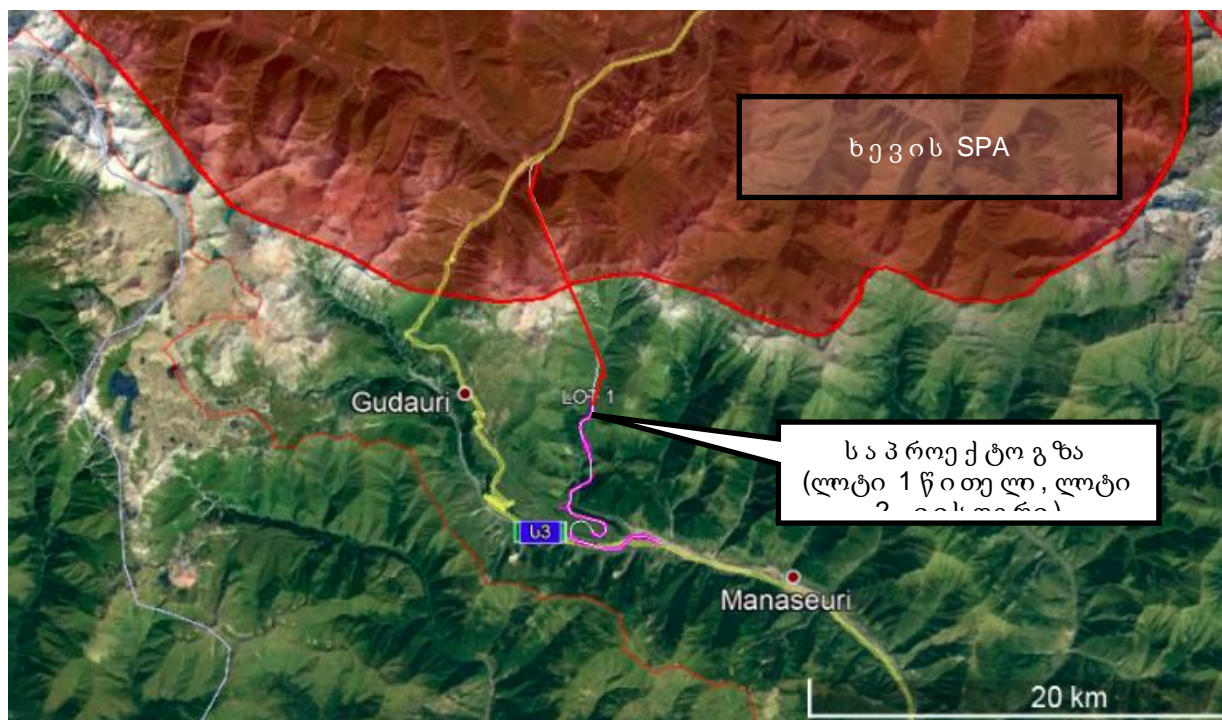 ხევის SPA
Gudauri
LOT 1
საპროექტო გზა
(ლოტი 1 წითელი, ლოტი
ს3
Manaseuri
20 km